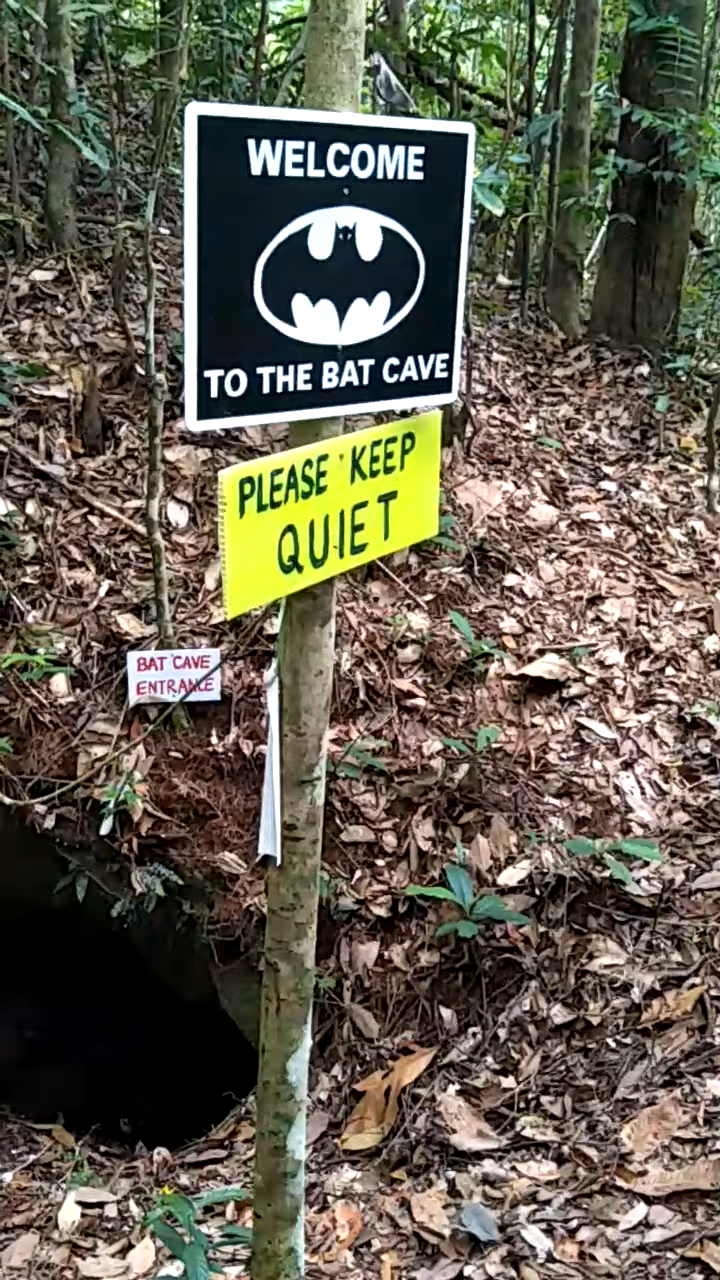 WELCOME
TO THE BAT CAVE
PLEASE KEEP
QUIET
BAT CAVE
ENTRANCE